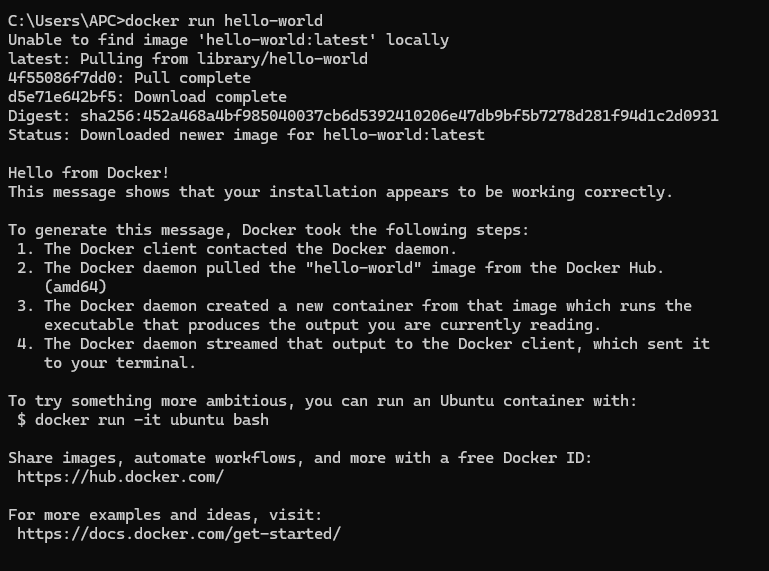 C:\Users\APC>docker run hello-world
Unable to find image 'hello-world:latest' locally
latest: Pulling from library/hello-world
4f55086f7dd0: Pull complete
d5e71e642bf5: Download complete
Digest: sha256:452a468a4bf985040037cb6d5392410206e47db9bf5b7278d281f94d1c2d0931
Status: Downloaded newer image for hello-world:latest

Hello from Docker!
This message shows that your installation appears to be working correctly.

To generate this message, Docker took the following steps:
 1. The Docker client contacted the Docker daemon.
 2. The Docker daemon pulled the "hello-world" image from the Docker Hub.
    (amd64)
 3. The Docker daemon created a new container from that image which runs the
    executable that produces the output you are currently reading.
 4. The Docker daemon streamed that output to the Docker client, which sent it
    to your terminal.

To try something more ambitious, you can run an Ubuntu container with:
 $ docker run -it ubuntu bash

Share images, automate workflows, and more with a free Docker ID:
 https://hub.docker.com/

For more examples and ideas, visit:
 https://docs.docker.com/get-started/